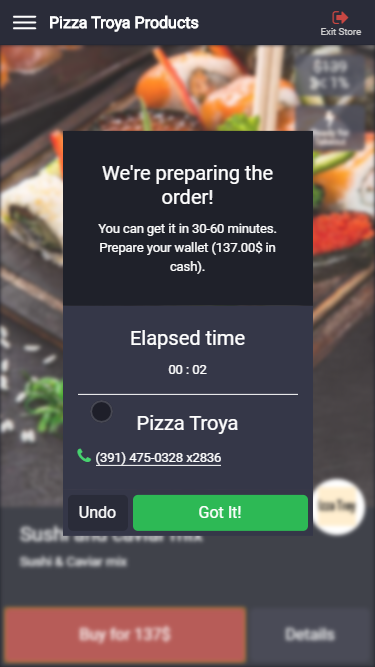 Pizza Troya Products
Exit Store
$139
We're preparing the
order!
You can get it in 30-60 minutes.
Prepare your wallet (137.00$ in
cash).
Elapsed time
00 : 02
Pizza Troya
(391) 475-0328 x2836
Undo
Got It!
Sushi and caviar mix
Sushi & Caviar mix
Buy for 137$
Details